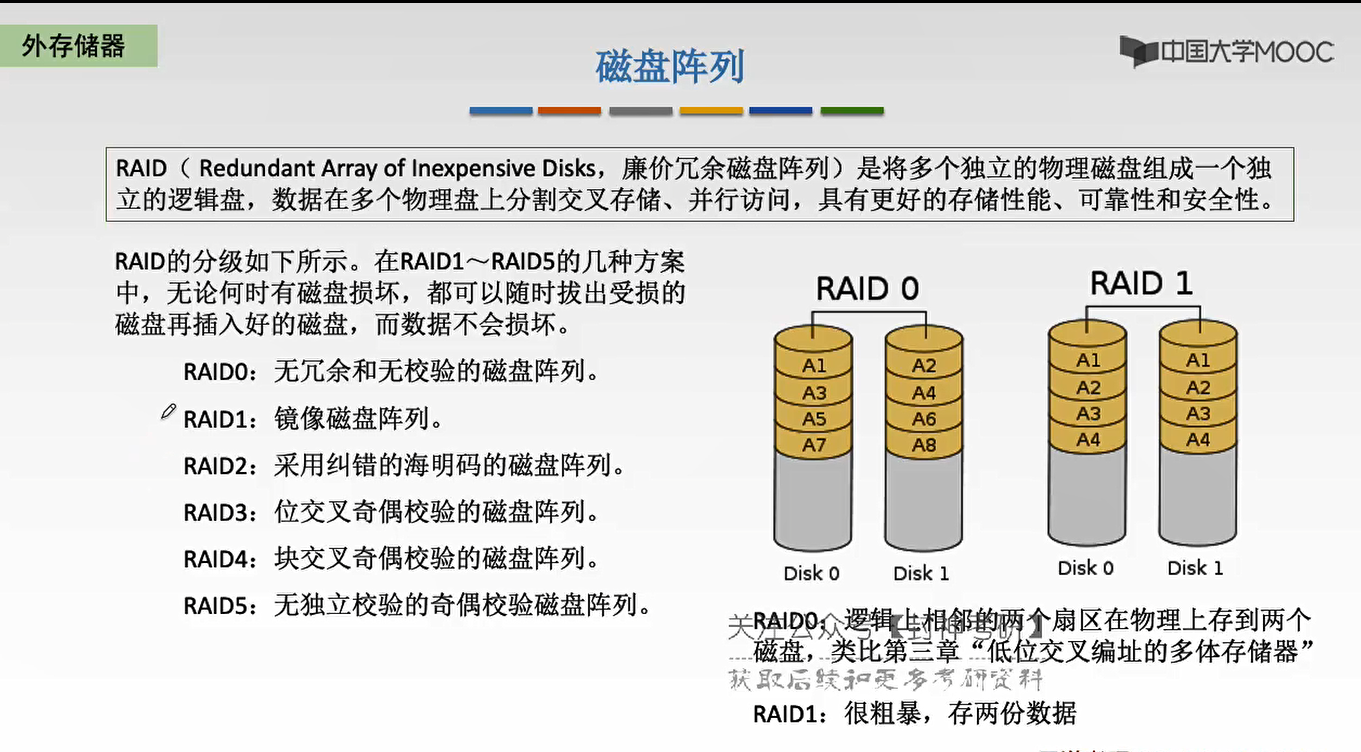 外存储器
中国大学MOOC
磁盘阵列
RAID（ Redundant Array of Inexpensive Disks，廉价冗余磁盘阵列）是将多个独立的物理磁盘组成一个独
立的逻辑盘，数据在多个物理盘上分割交叉存储、并行访问，具有更好的存储性能、可靠性和安全性。
RAID的分级如下所示。在RAID1～RAID5的几种方案
中，无论何时有磁盘损坏，都可以随时拔出受损的
磁盘再插入好的磁盘，而数据不会损坏。
RAID0：无冗余和无校验的磁盘阵列。
RAID1：镜像磁盘阵列。
RAID2：采用纠错的海明码的磁盘阵列。
RAID3：位交叉奇偶校验的磁盘阵列。
RAID4：块交叉奇偶校验的磁盘阵列。
RAID5：无独立校验的奇偶校验磁盘阵列。
RAID 0
A1 A2
A3 A4
A5 A6
A7 A8
Disk 0 Disk 1
RAID 1
A1 A1
A2 A2
A3 A3
A4 A4
Disk 0 Disk 1
RAID0：逻辑上相邻的两个扇区在物理上存到两个
磁盘，类比第三章“低位交叉编址的多体存储器”
关注公众号【封神考研】
获取后续和更多考研资料
RAID1：很粗暴，存两份数据